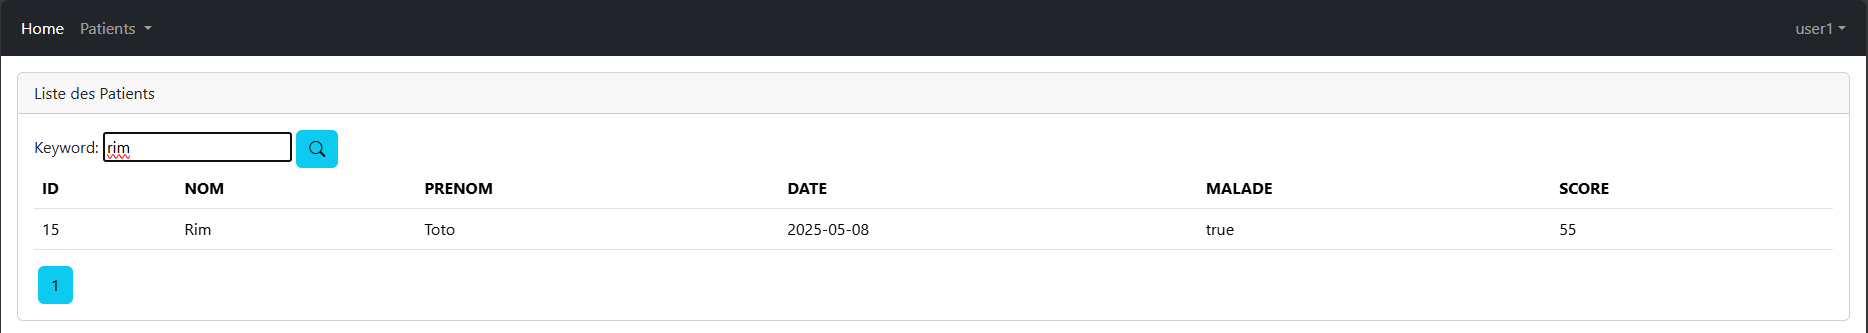 Home Patients user1
Liste des Patients
Keyword: rim
ID NOM PRENOM DATE MALADE SCORE
15 Rim Toto 2025-05-08 true 55
1